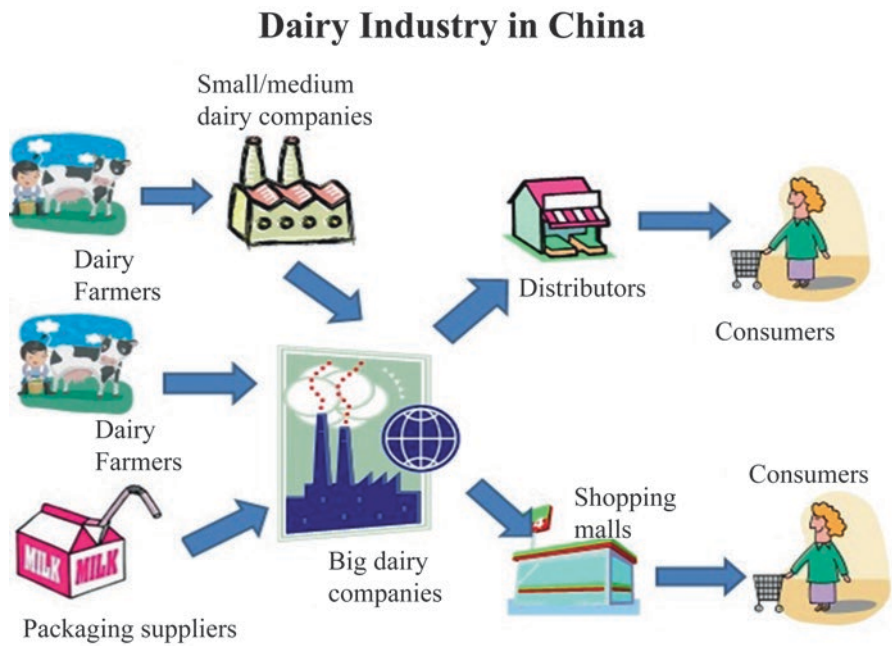 Dairy Industry in China
Small/medium
dairy companies
Dairy
Farmers
Distributors
Consumers
Dairy
Farmers
MILK
MILK
Packaging suppliers
Big dairy
companies
Shopping
malls
Consumers